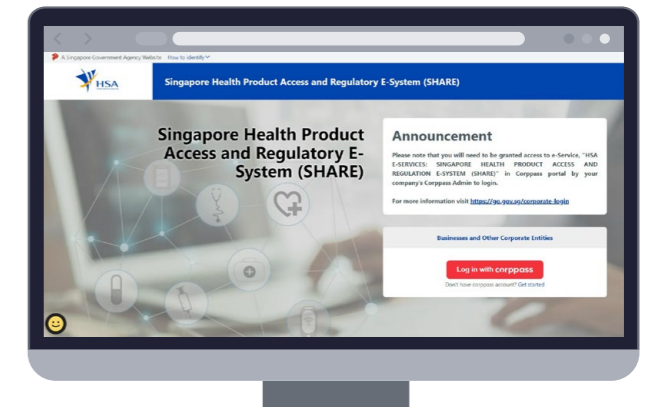 A Singapore Government Agency Website How to identify
HSA
Singapore Health Product Access and Regulatory E-System (SHARE)
Singapore Health Product
Access and Regulatory E-
System (SHARE)
Announcement
Please note that you will need to be granted access to e-Service, "HSA
E-SERVICES: SINGAPORE HEALTH PRODUCT ACCESS AND
REGULATION E-SYSTEM (SHARE)" in Corppass portal by your
company's Corppass Admin to login.
For more information visit https://go.gov.sg/corporate-login
Businesses and Other Corporate Entities
Log in with corppass
Don't have corppass account? Get started